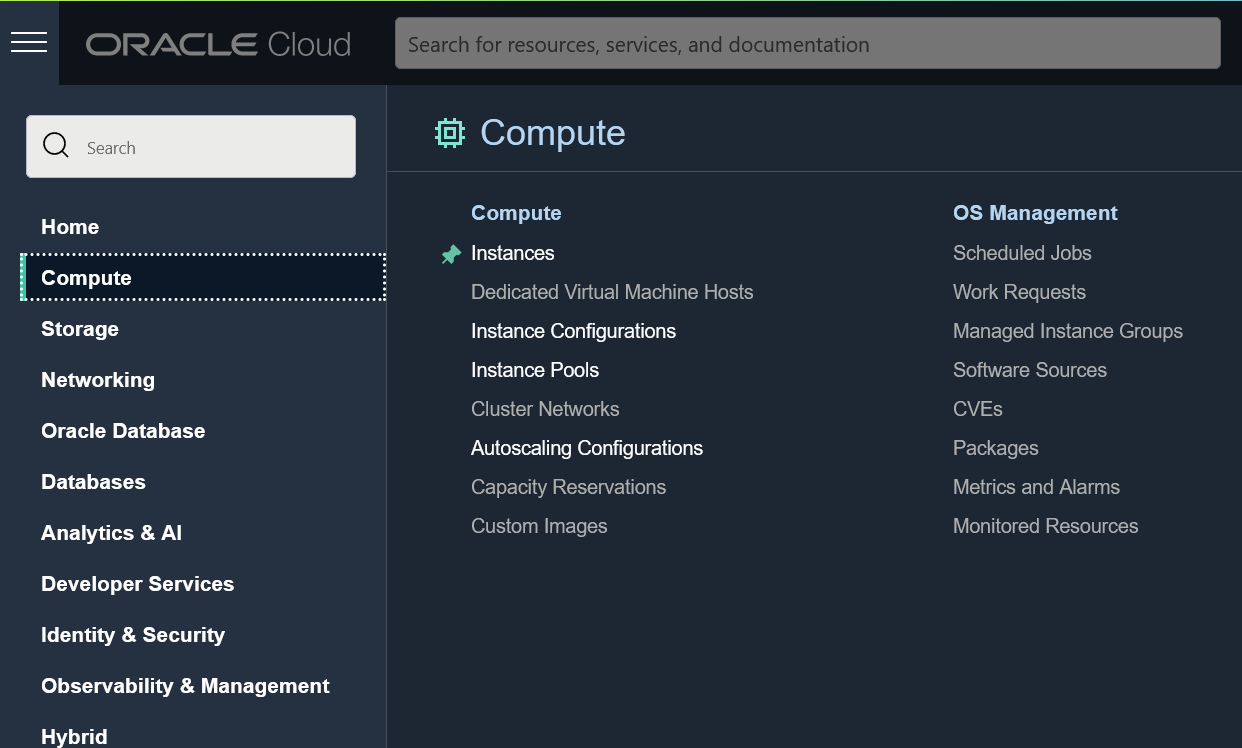 ORACLE Cloud
Search for resources, services, and documentation
Search
Home
Compute
Storage
Networking
Oracle Database
Databases
Analytics & AI
Developer Services
Identity & Security
Observability & Management
Hybrid
Compute
Compute
Instances
Dedicated Virtual Machine Hosts
Instance Configurations
Instance Pools
Cluster Networks
Autoscaling Configurations
Capacity Reservations
Custom Images
OS Management
Scheduled Jobs
Work Requests
Managed Instance Groups
Software Sources
CVEs
Packages
Metrics and Alarms
Monitored Resources